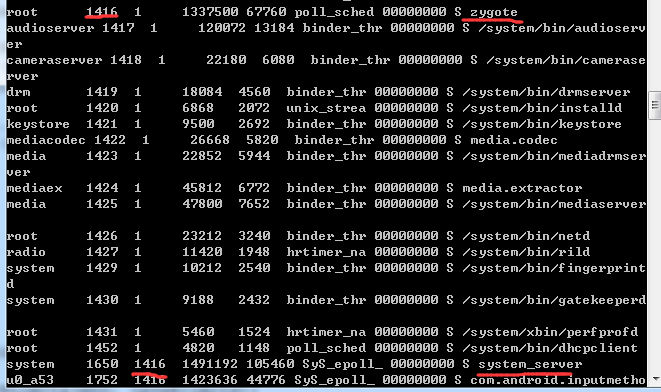 root 1416 1 1337500 67760 poll_sched 00000000 S zygote
audioserver 1417 1 120072 13184 binder_thr 00000000 S /system/bin/audioserv
er
cameraserver 1418 1 22180 6080 binder_thr 00000000 S /system/bin/camerase
rver
drm 1419 1 18084 4560 binder_thr 00000000 S /system/bin/drmserver
root 1420 1 6868 2072 unix_strea 00000000 S /system/bin/installd
keystore 1421 1 9500 2692 binder_thr 00000000 S /system/bin/keystore
mediacodec 1422 1 26668 5820 binder_thr 00000000 S media.codec
media 1423 1 22852 5944 binder_thr 00000000 S /system/bin/mediadrmse
rver
mediaex 1424 1 45812 6772 binder_thr 00000000 S media.extractor
media 1425 1 47800 7652 binder_thr 00000000 S /system/bin/mediaserver
root 1426 1 23212 3240 binder_thr 00000000 S /system/bin/netd
radio 1427 1 11420 1948 hrtimer_na 00000000 S /system/bin/rild
system 1429 1 10212 2540 binder_thr 00000000 S /system/bin/fingerprint
d
system 1430 1 9188 2432 binder_thr 00000000 S /system/bin/gatekeeperd
root 1431 1 5460 1524 hrtimer_na 00000000 S /system/xbin/perfprofd
root 1452 1 4820 1148 poll_sched 00000000 S /system/bin/dhcpclient
system 1650 1416 1491192 105460 SyS_epoll_ 00000000 S system_server
u0_a53 1752 1416 1423636 44776 SyS_epoll_ 00000000 S com.android.inputmetho